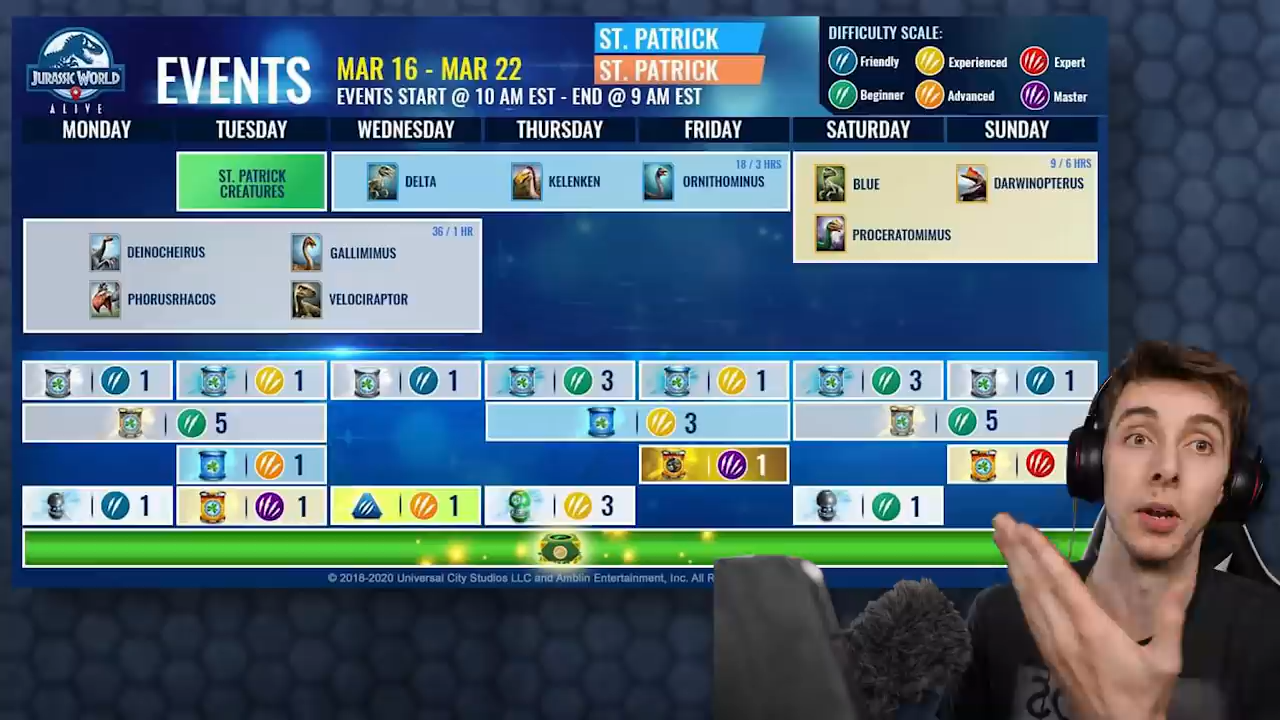 JURASSIC WORLD
ALIVE
EVENTS
MAR 16 - MAR 22
EVENTS START @ 10 AM EST - END @ 9 AM EST
ST. PATRICK
ST. PATRICK
DIFFICULTY SCALE:
Friendly Experienced Expert
Beginner Advanced Master
MONDAY TUESDAY WEDNESDAY THURSDAY FRIDAY SATURDAY SUNDAY
ST. PATRICK
CREATURES
18 / 3 HRS
DELTA KELENKEN ORNITHOMINUS
9 / 6 HRS
BLUE DARWINOPTERUS
PROCERATOMIMUS
36 / 1 HR
DEINOCHEIRUS GALLIMIMUS
PHORUSRHACOS VELOCIRAPTOR
1 1 1 3 1 3 1
5 3 5
1 1
1 1 1 3 1
© 2018-2020 Universal City Studios LLC and Amblin Entertainment, Inc. All